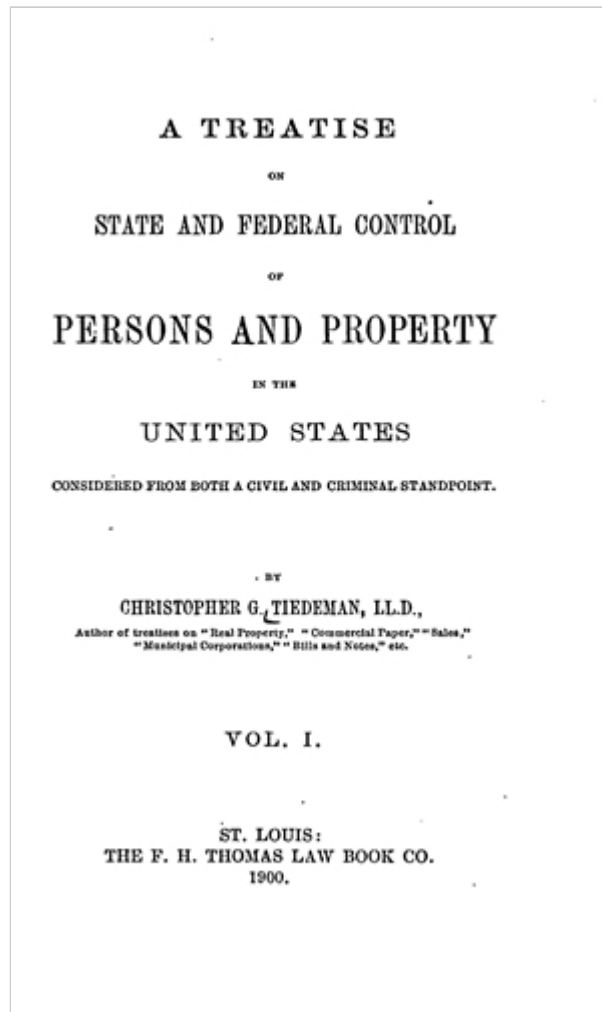 A TREATISE
ON
STATE AND FEDERAL CONTROL
OF
PERSONS AND PROPERTY
IN THE
UNITED STATES
CONSIDERED FROM BOTH A CIVIL AND CRIMINAL STANDPOINT.
BY
CHRISTOPHER G. TIEDEMAN, LL.D.,
Author of treatises on "Real Property," "Commercial Paper," "Sales,"
"Municipal Corporations," "Bills and Notes," etc.
VOL. I.
ST. LOUIS:
THE F. H. THOMAS LAW BOOK CO.
1900.